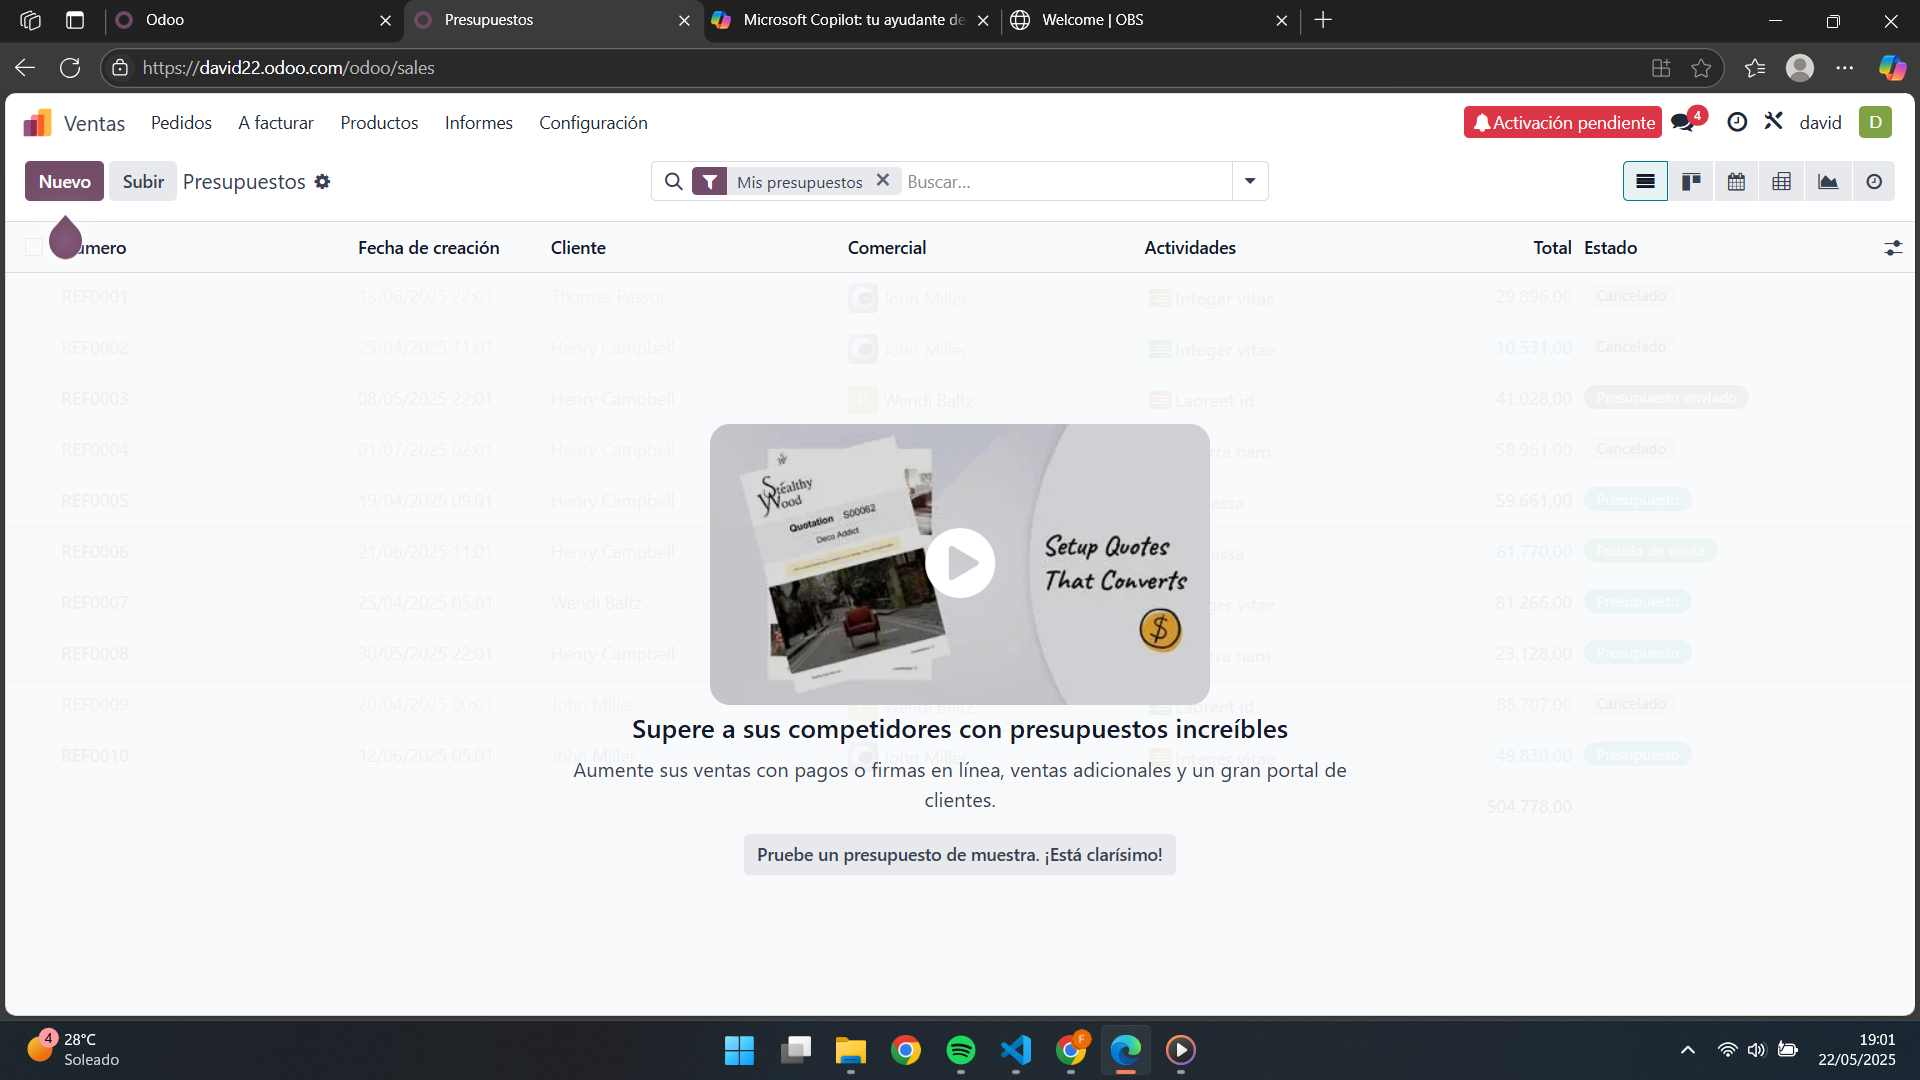 Odoo
Presupuestos
Microsoft Copilot: tu ayudante de
Welcome | OBS
https://david22.odoo.com/odoo/sales
Ventas
Pedidos
A facturar
Productos
Informes
Configuración
Activación pendiente
4
david
D
Nuevo
Subir
Presupuestos
Mis presupuestos
Buscar...
Fecha de creación
Cliente
Comercial
Actividades
Total
Estado
REF0001 13/06/2025 22:01 Thomas Passot John Miller Integer vitae 29.896,00 Cancelado
REF0002 25/04/2025 11:01 Henry Campbell John Miller Integer vitae 10.531,00 Cancelado
REF0003 08/05/2025 22:01 Henry Campbell Wendi Baltz Laoreet id 41.028,00 Presupuesto enviado
REF0004 01/07/2025 02:01 Henry Campbell rra nam 58.961,00 Cancelado
REF0005 19/04/2025 09:01 Henry Campbell assa 59.661,00 Presupuesto
REF0006 21/06/2025 11:01 Henry Campbell assa 61.770,00 Pedido de venta
REF0007 25/04/2025 05:01 Wendi Baltz ger vitae 81.266,00 Presupuesto
REF0008 30/05/2025 22:01 Henry Campbell rra nam 23.128,00 Presupuesto
REF0009 20/04/2025 00:01 John Miller Wendi Baltz Laoreet id 88.707,00 Cancelado
REF0010 12/06/2025 05:01 John Miller John Miller Integer vitae 49.830,00 Presupuesto
504.778,00
Stealthy
Wood
Quotation S00062
Deco Addict
Setup Quotes
That Converts
$
Supere a sus competidores con presupuestos increíbles
Aumente sus ventas con pagos o firmas en línea, ventas adicionales y un gran portal de
clientes.
Pruebe un presupuesto de muestra. ¡Está clarísimo!
4
28°C
Soleado
F
19:01
22/05/2025